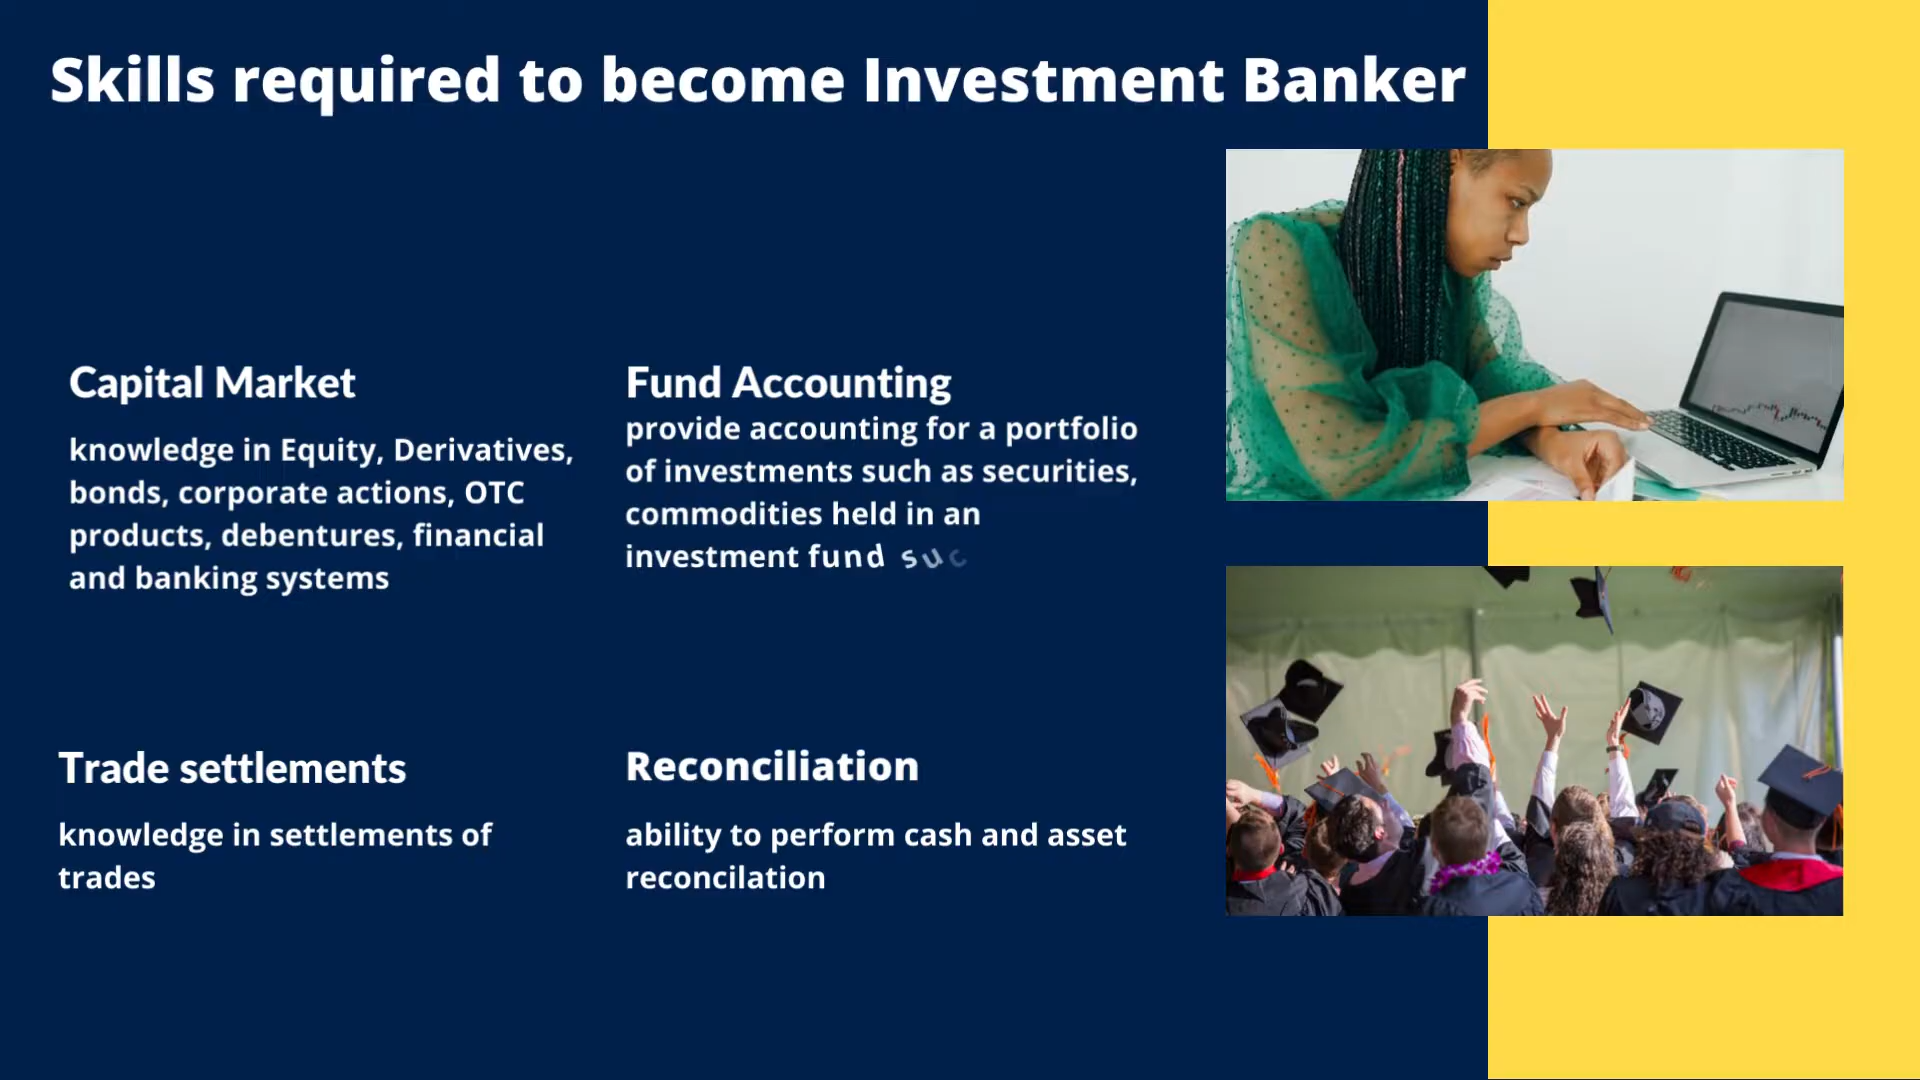 Skills required to become Investment Banker
Capital Market
knowledge in Equity, Derivatives,
bonds, corporate actions, OTC
products, debentures, financial
and banking systems
Fund Accounting
provide accounting for a portfolio
of investments such as securities,
commodities held in an
investment fund suc
Trade settlements
knowledge in settlements of
trades
Reconciliation
ability to perform cash and asset
reconcilation